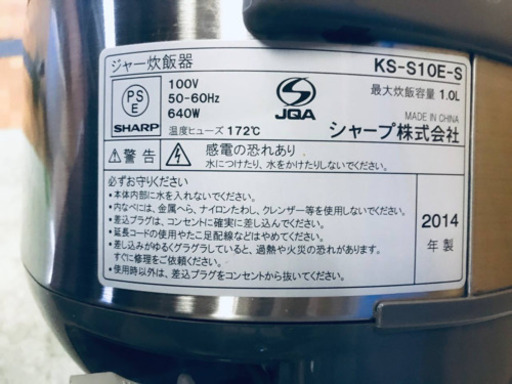 ジャー炊飯器 KS-S10E-S
PS
E
SHARP
100V
50-60Hz
640W
温度ヒューズ 172℃
JQA
最大炊飯容量 1.0L
MADE IN CHINA
シャープ株式会社
警告 感電の恐れあり
水につけたり、水をかけたりしないでください。
必ずお守りください
・本体内部に水を入れないでください。
・内なべには、金属へら、ナイロンたわし、クレンザー等を使用しないでください。
・差込プラグは、コンセントに確実に差し込んでください。
・延長コードの使用やたこ足配線などはやめてください。
・差し込みがゆるくグラグラしていると、過熱や火災の恐れがあります。
すぐに修理をご依頼ください。
・使用時以外は、差込プラグをコンセントから抜いてください。
2014
年製